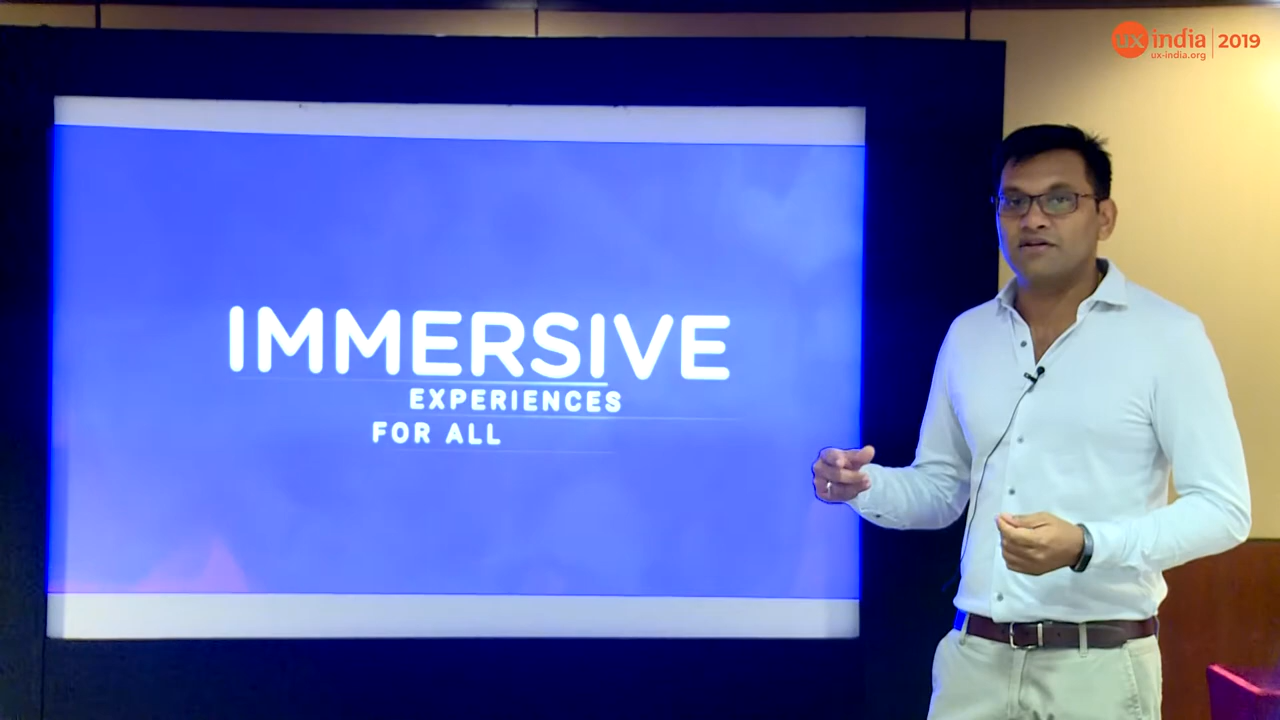 ux india 2019
ux-india.org
IMMERSIVE
EXPERIENCES
FOR ALL